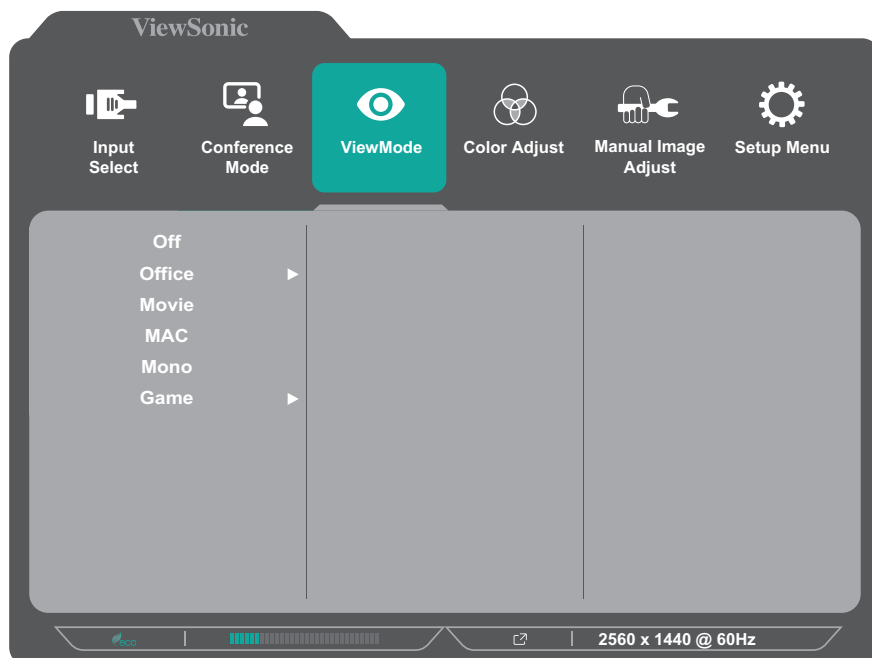 ViewSonic
Input
Select
Conference
Mode
ViewMode
Color Adjust
Manual Image
Adjust
Setup Menu
Off
Office
Movie
MAC
Mono
Game
eco
2560 x 1440 @ 60Hz